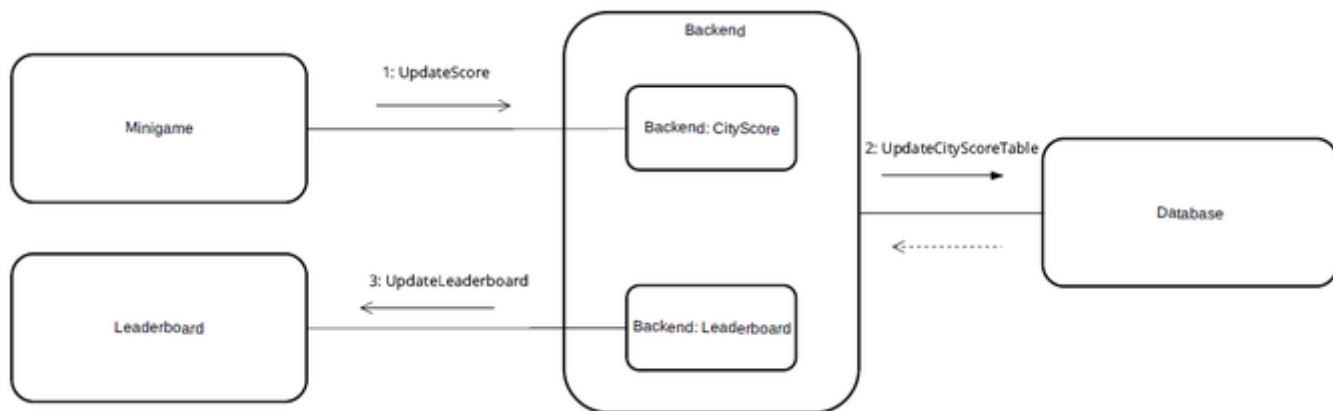 Backend
1: UpdateScore
Minigame
Backend: CityScore
2: UpdateCityScoreTable
Database
3: UpdateLeaderboard
Leaderboard
Backend: Leaderboard